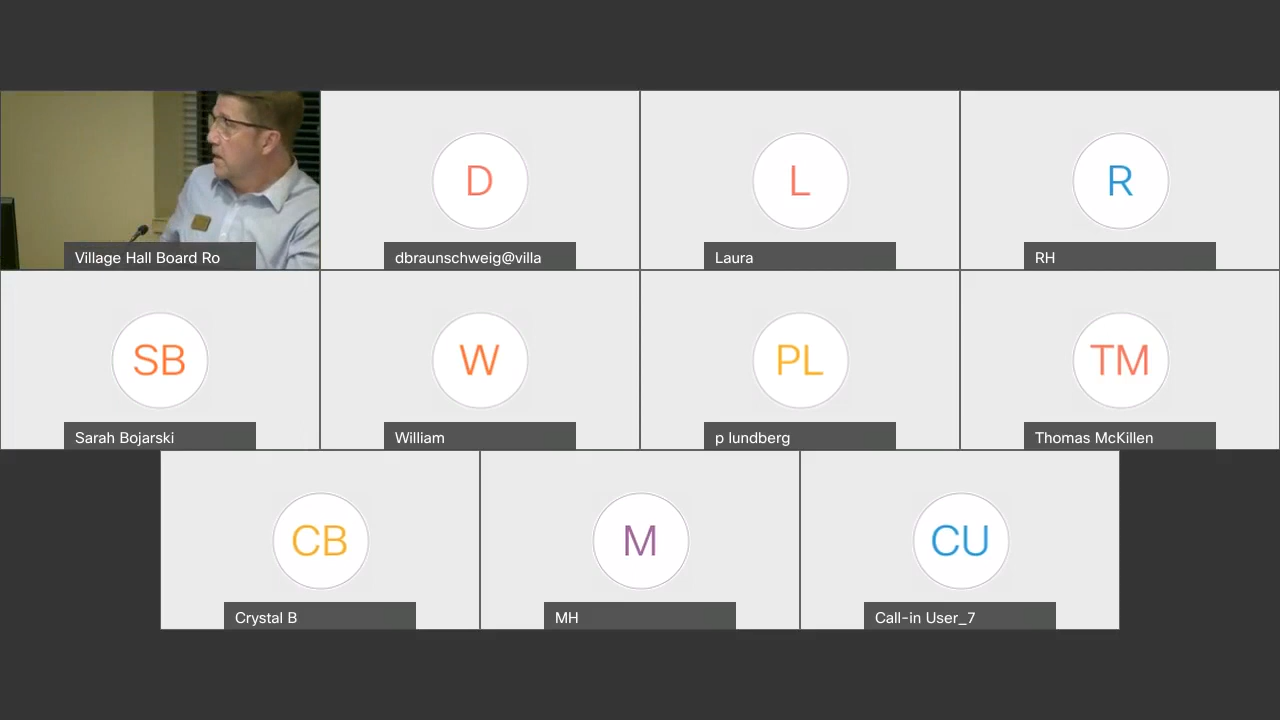 Village Hall Board Ro
D
dbraunschweig@villa
L
Laura
R
RH
SB
Sarah Bojarski
W
William
PL
p lundberg
TM
Thomas McKillen
CB
Crystal B
M
MH
CU
Call-in User_7